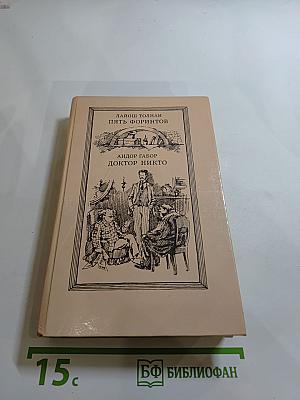 ЛАЙОШ ТОЛНАИ
ПЯТЬ ФОРИНТОВ
АНДОР ГАБОР
ДОКТОР НИКТО
15с
БФ БИБЛИОФАН